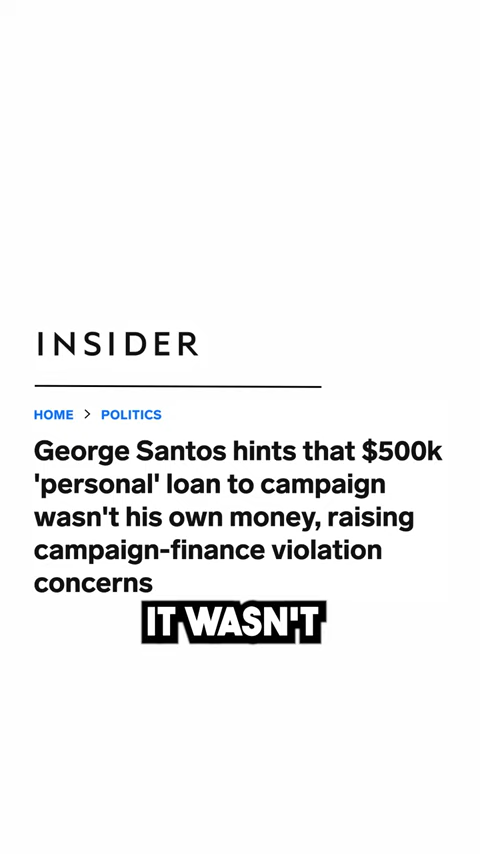 INSIDER
HOME > POLITICS
George Santos hints that $500k
'personal' loan to campaign
wasn't his own money, raising
campaign-finance violation
concerns
IT WASN'T